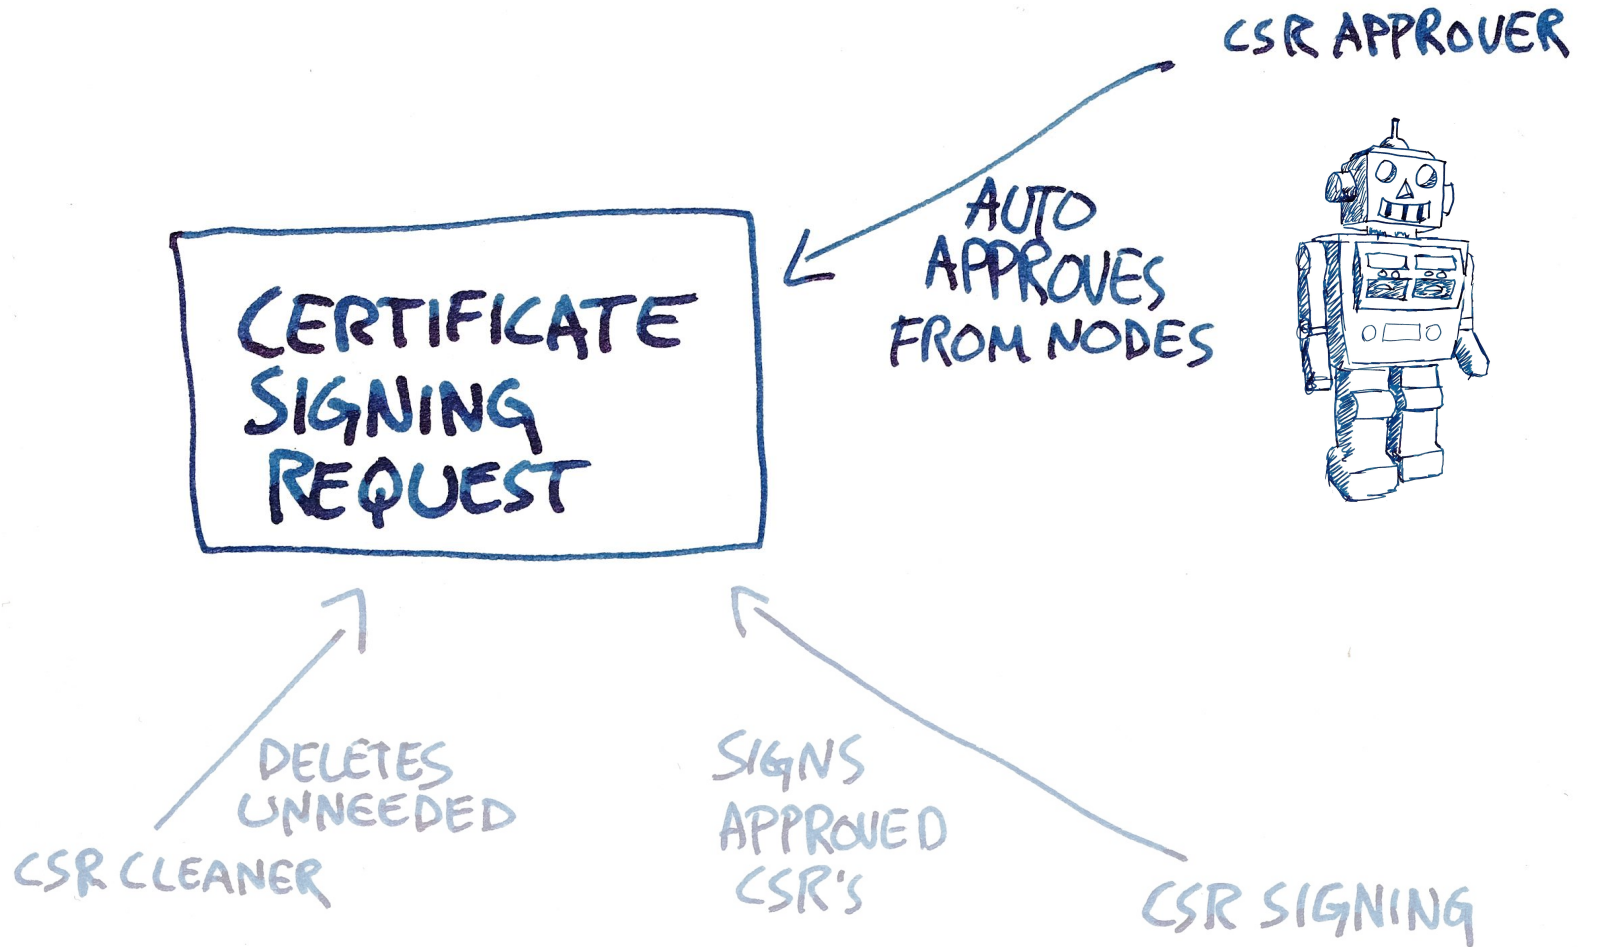 CSR APPROVER
AUTO
APPROVES
FROM NODES
CERTIFICATE
SIGNING
REQUEST
DELETES
UNNEEDED
CSR CLEANER
SIGNS
APPROVED
CSR'S
CSR SIGNING